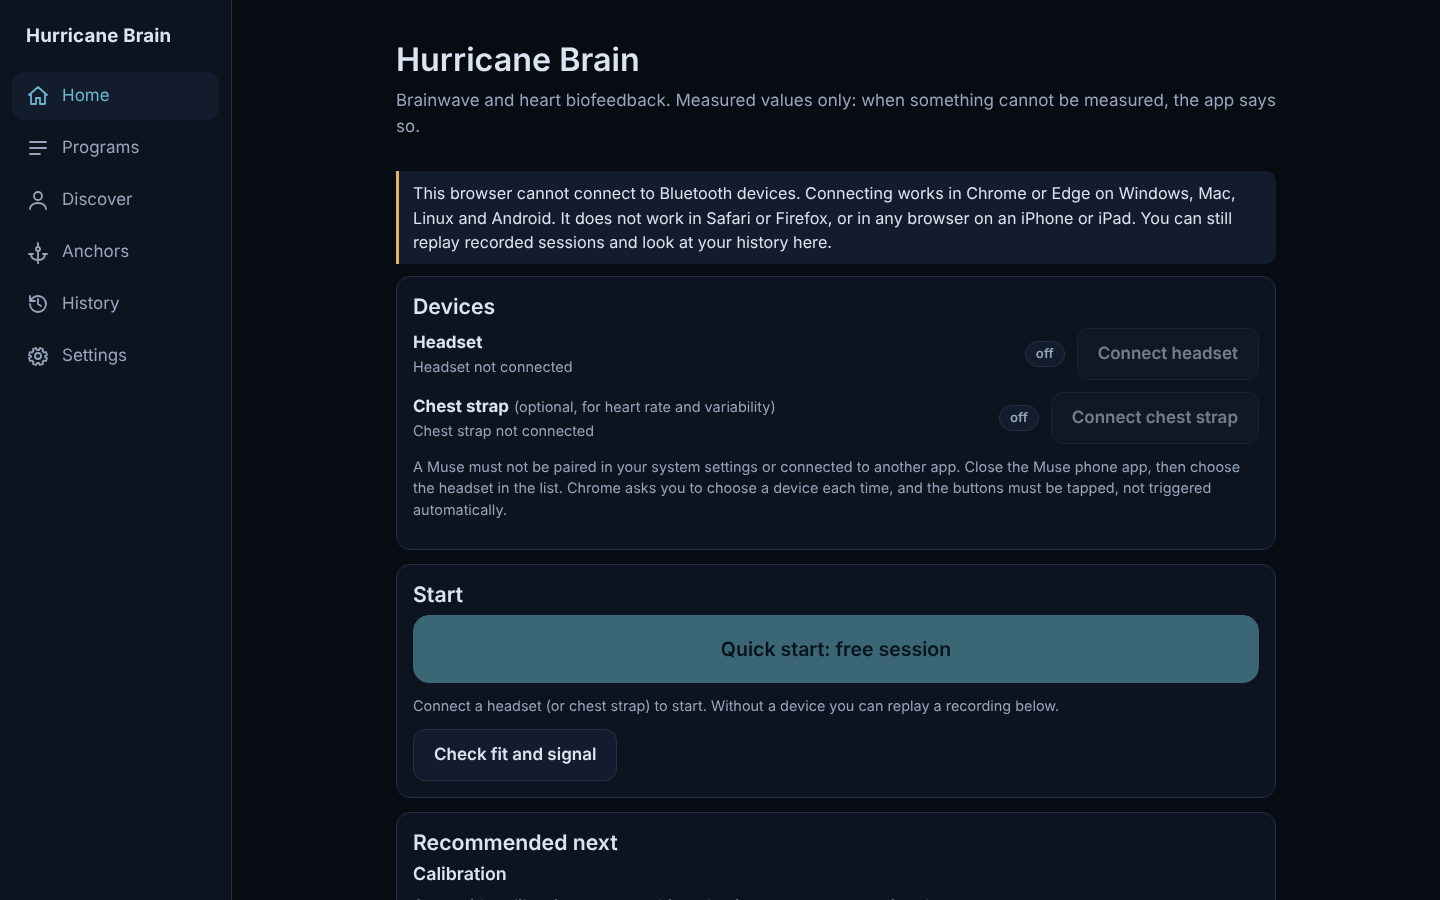 Hurricane Brain
Home
Programs
Discover
Anchors
History
Settings
Hurricane Brain
Brainwave and heart biofeedback. Measured values only: when something cannot be measured, the app says
so.
This browser cannot connect to Bluetooth devices. Connecting works in Chrome or Edge on Windows, Mac,
Linux and Android. It does not work in Safari or Firefox, or in any browser on an iPhone or iPad. You can still
replay recorded sessions and look at your history here.
Devices
Headset
Headset not connected
off
Connect headset
Chest strap (optional, for heart rate and variability)
Chest strap not connected
off
Connect chest strap
A Muse must not be paired in your system settings or connected to another app. Close the Muse phone app, then choose
the headset in the list. Chrome asks you to choose a device each time, and the buttons must be tapped, not triggered
automatically.
Start
Quick start: free session
Connect a headset (or chest strap) to start. Without a device you can replay a recording below.
Check fit and signal
Recommended next
Calibration